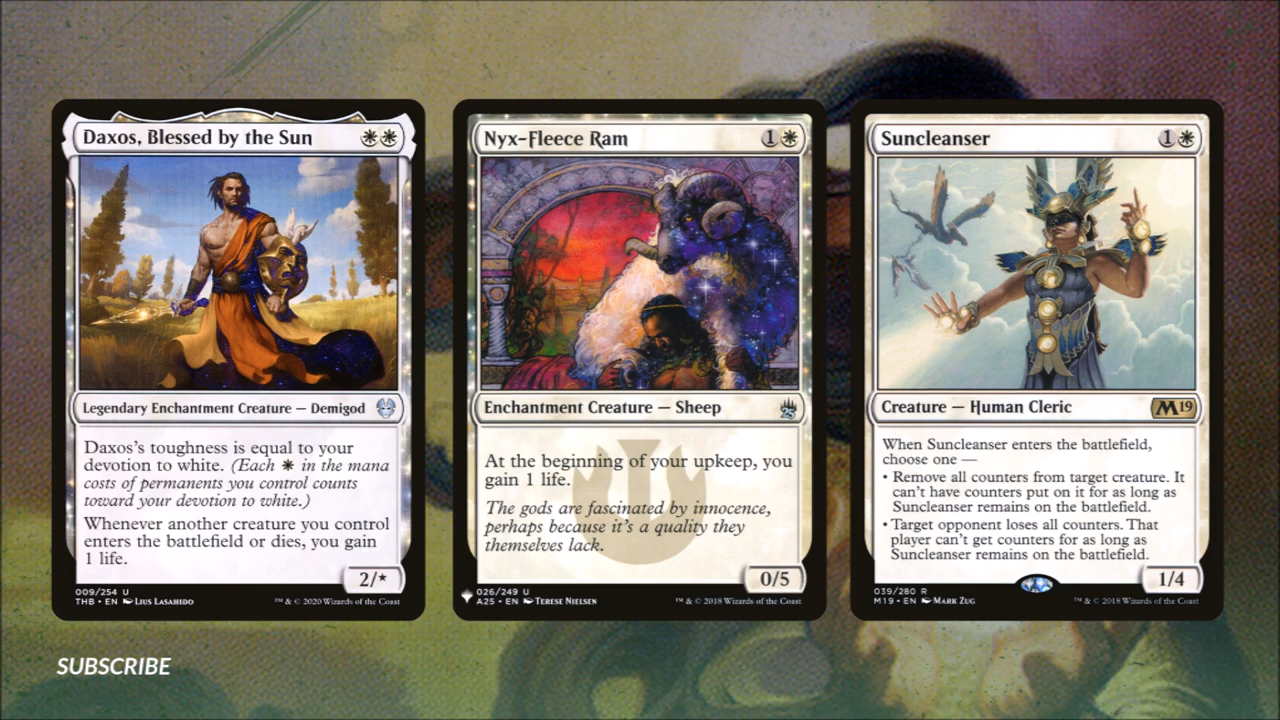 Daxos, Blessed by the Sun
Legendary Enchantment Creature — Demigod
Daxos's toughness is equal to your
devotion to white. (Each in the mana
costs of permanents you control counts
toward your devotion to white.)
Whenever another creature you control
enters the battlefield or dies, you gain
1 life.
2/*
009/254 U
THB • EN Lius Lasahido
™ & © 2020 Wizards of the Coast
Nyx-Fleece Ram
1
Enchantment Creature — Sheep
25
At the beginning of your upkeep, you
gain 1 life.
The gods are fascinated by innocence,
perhaps because it's a quality they
themselves lack.
0/5
026/249 U
A25 • EN Terese Nielsen
™ & © 2018 Wizards of the Coast
Suncleanser
1
Creature — Human Cleric
M19
When Suncleanser enters the battlefield,
choose one —
• Remove all counters from target creature. It
can't have counters put on it for as long as
Suncleanser remains on the battlefield.
• Target opponent loses all counters. That
player can't get counters for as long as
Suncleanser remains on the battlefield.
1/4
039/280 R
M19 • EN Mark Zug
™ & © 2018 Wizards of the Coast
SUBSCRIBE